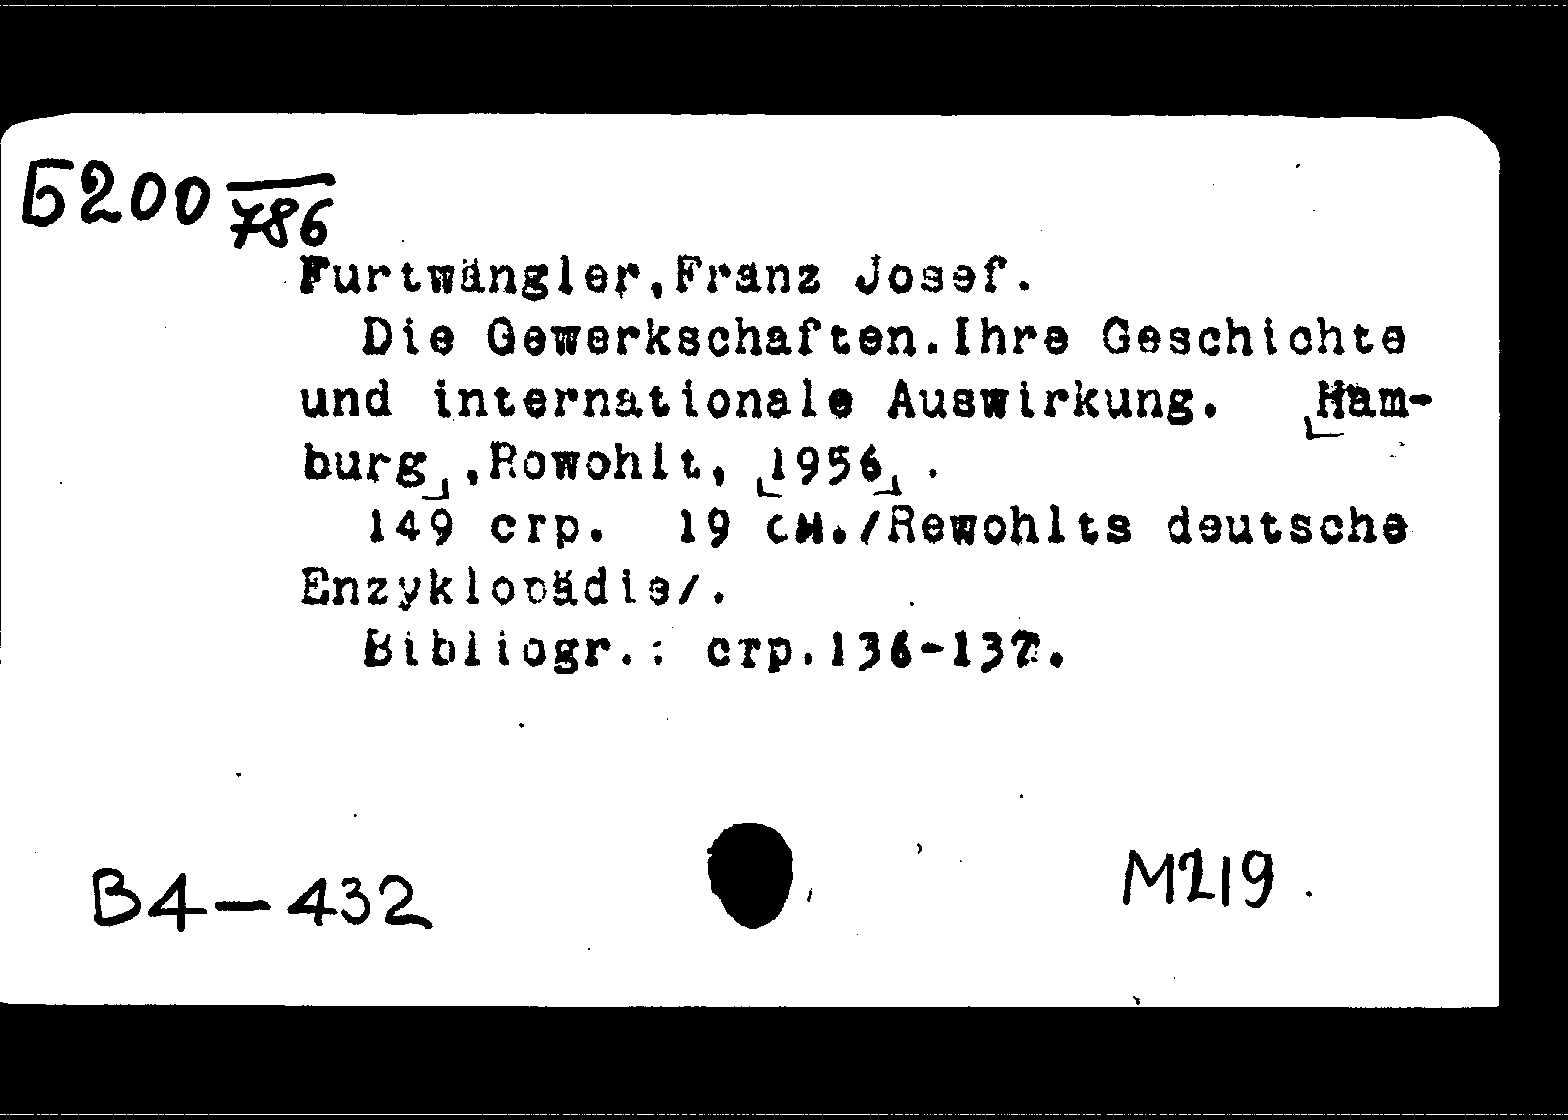 Б200 786
Furtwängler,Franz Josef.
Die Gewerkschaften.Ihre Geschichte
und internationale Auswirkung. [Ham-
burg],Rowohlt, [1956].
149 стр. 19 см./Rewohlts deutsche
Enzyklopädie/.
Bibliogr.: стр.136-137.
В4-432
М219.